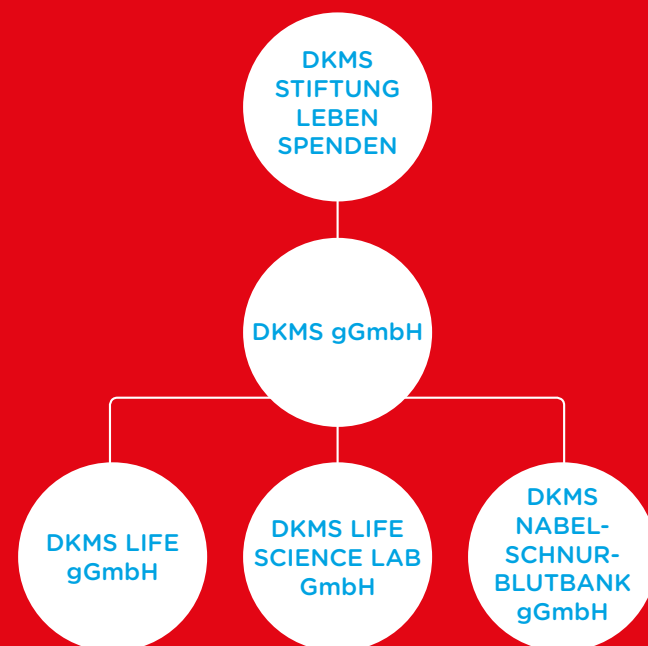 DKMS
STIFTUNG
LEBEN
SPENDEN
DKMS gGmbH
DKMS LIFE
gGmbH
DKMS LIFE
SCIENCE LAB
GmbH
DKMS
NABEL-
SCHNUR-
BLUTBANK
gGmbH